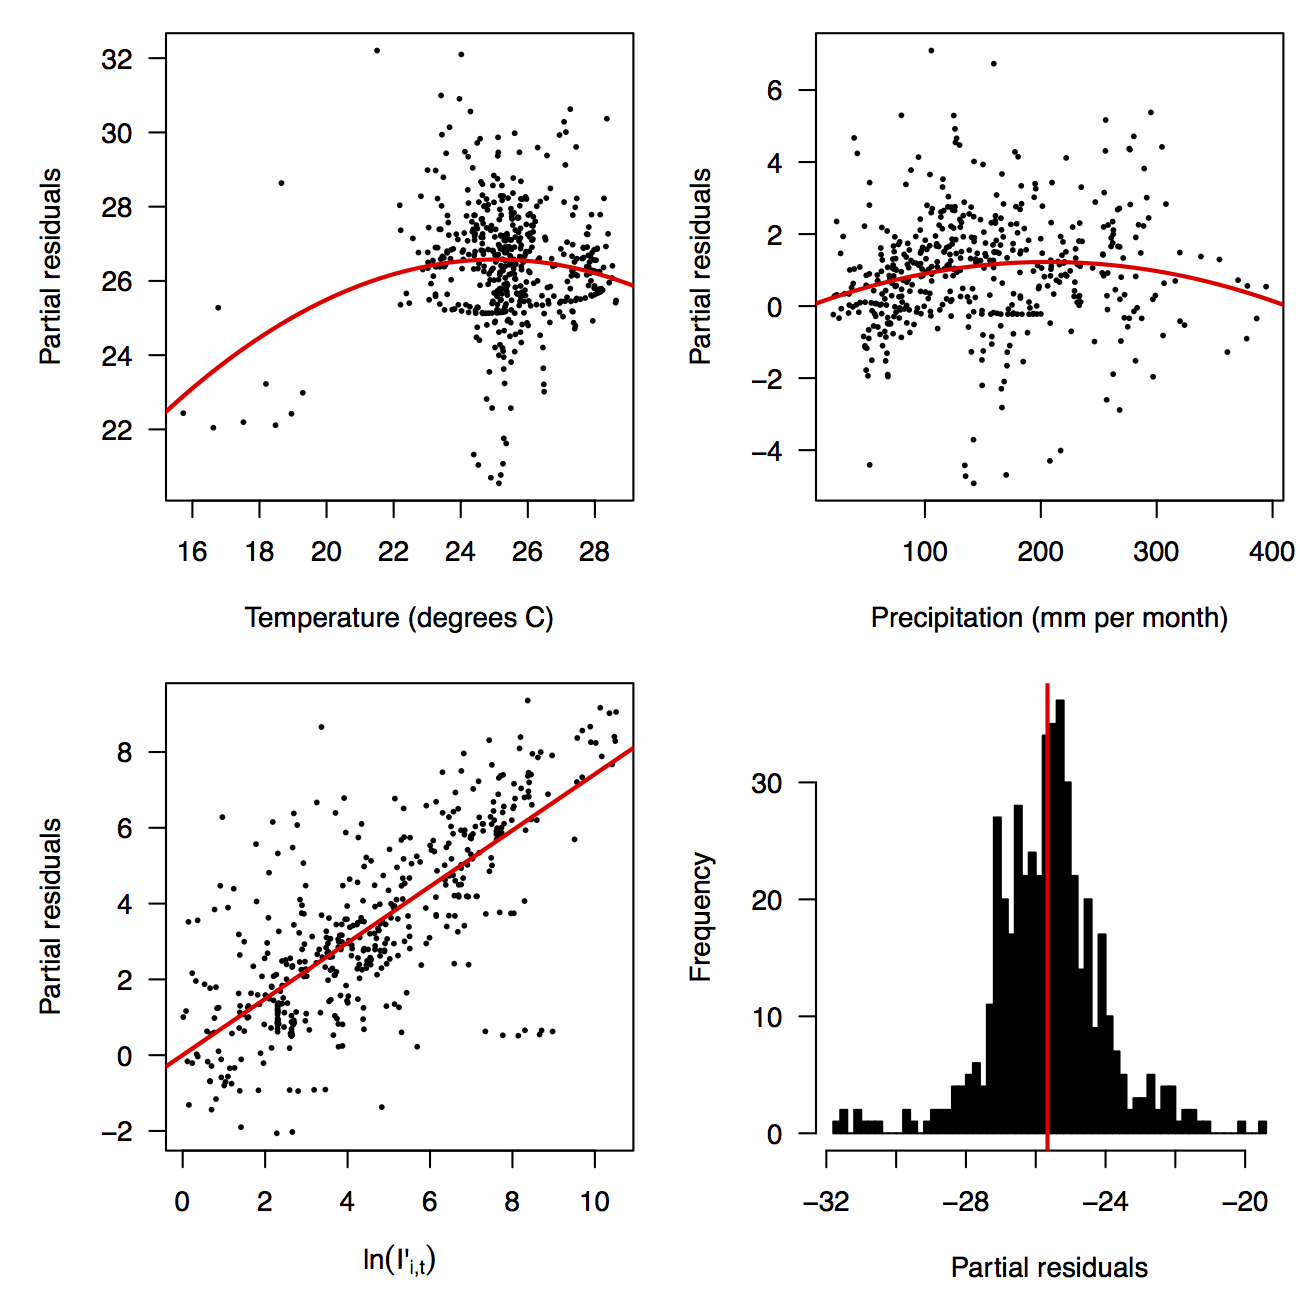 Partial residuals
32
30
28
26
24
22
16 18 20 22 24 26 28
Temperature (degrees C)
Partial residuals
6
4
2
0
−2
−4
100 200 300 400
Precipitation (mm per month)
Partial residuals
8
6
4
2
0
−2
0 2 4 6 8 10
ln(I'i,t)
Frequency
30
20
10
0
−32 −28 −24 −20
Partial residuals